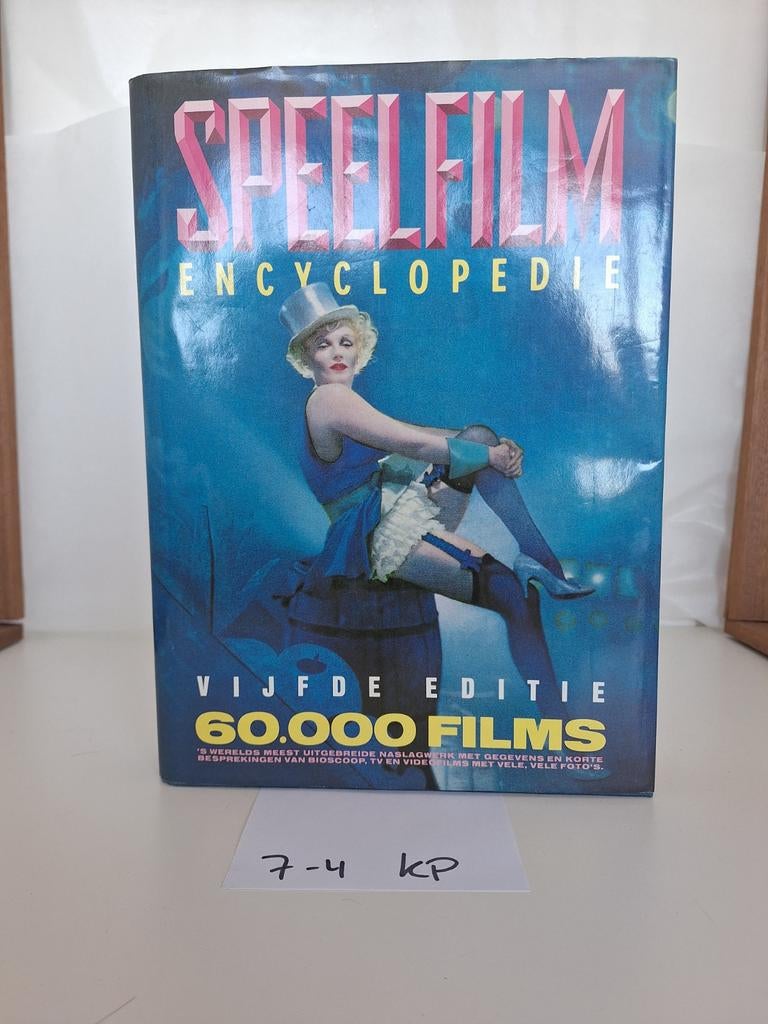 SPEELFILM
ENCYCLOPEDIE
VIJFDE EDITIE
60.000 FILMS
'S WERELDS MEEST UITGEBREIDE NASLAGWERK MET GEGEVENS EN KORTE
BESPREKINGEN VAN BIOSCOOP, TV EN VIDEOFILMS MET VELE, VELE FOTO'S.
7-4 KP